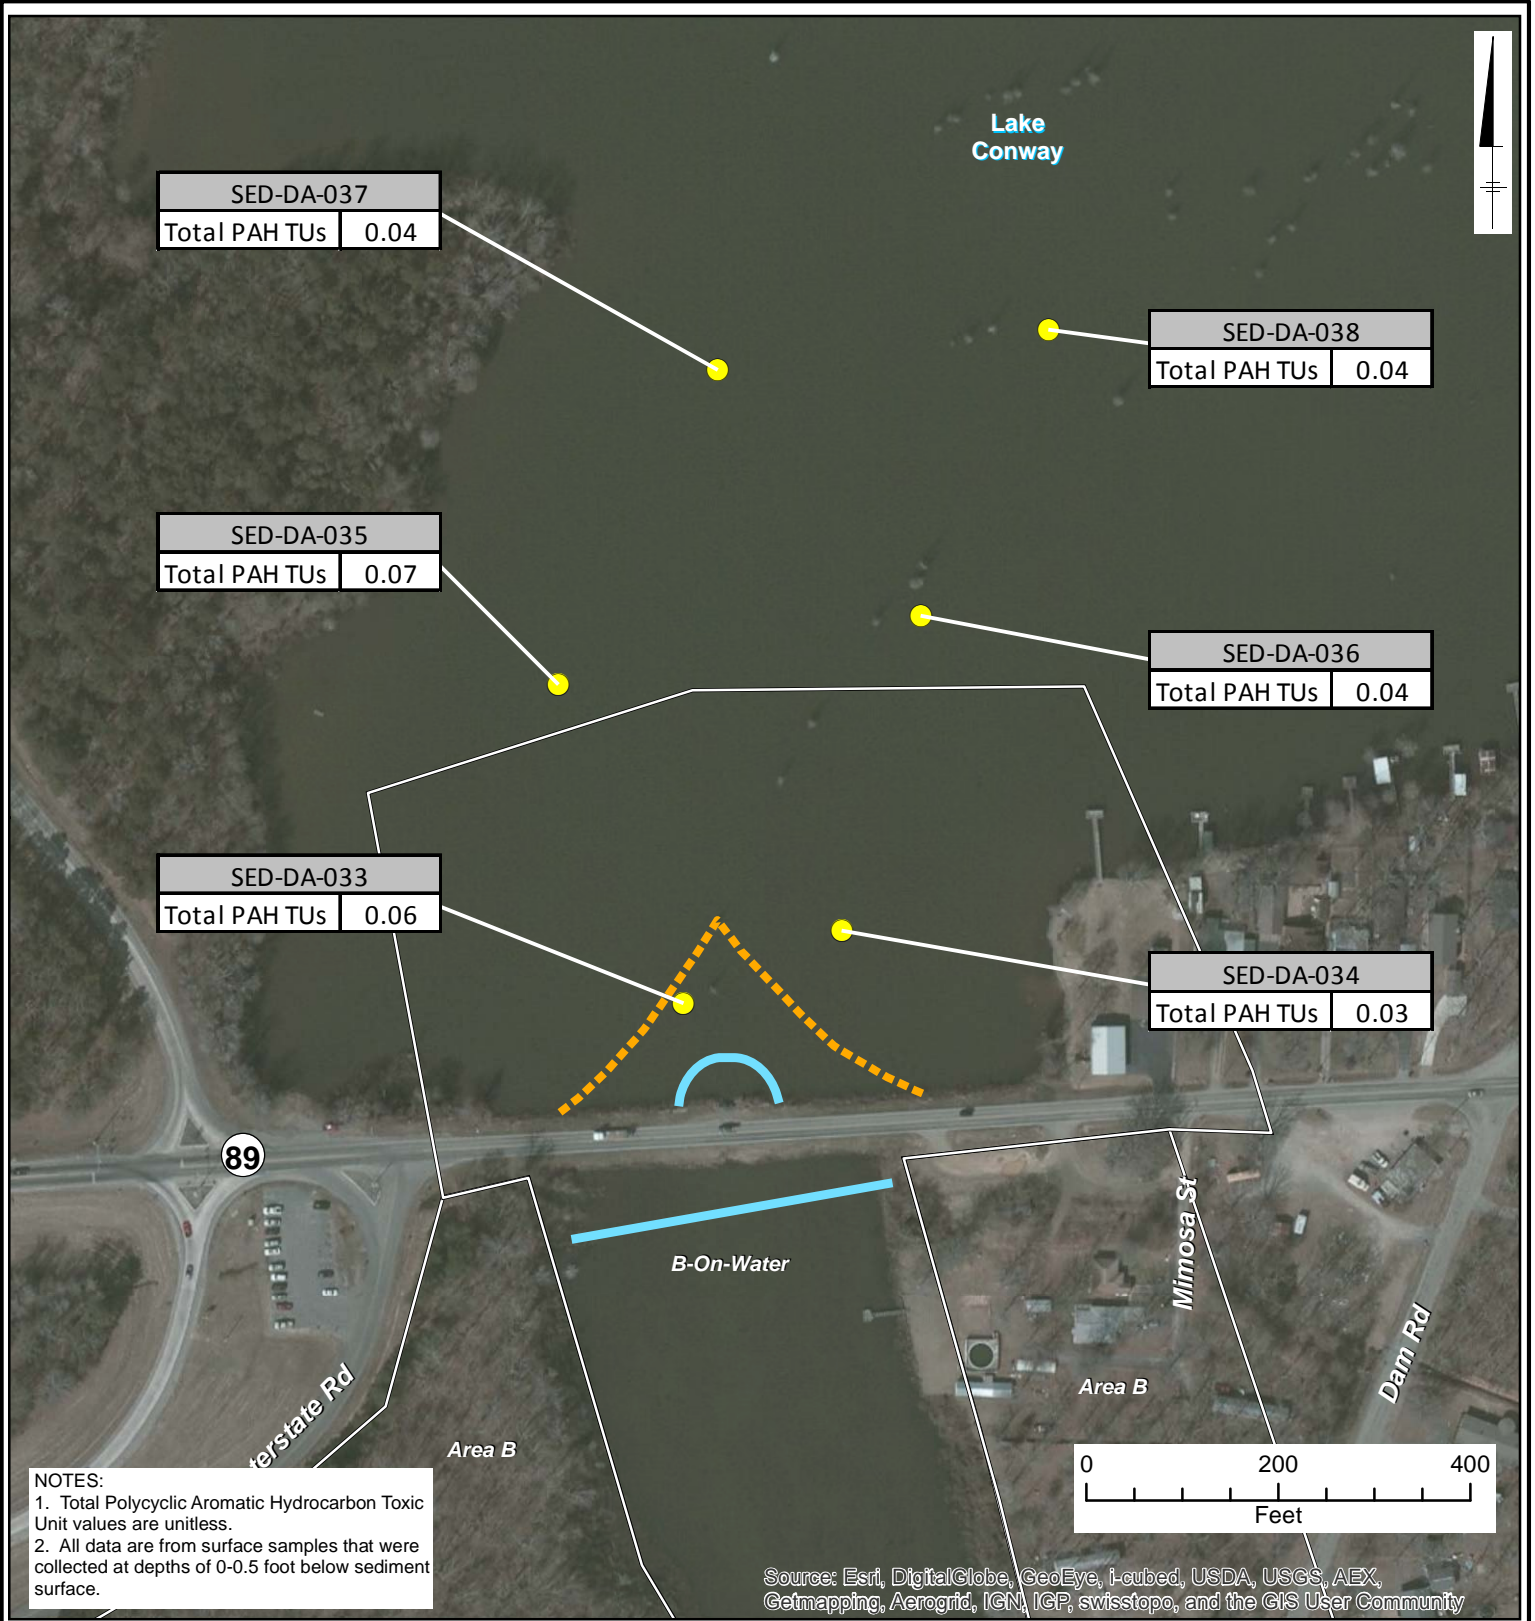 Lake
Conway
SED-DA-037
Total PAH TUs 0.04
SED-DA-038
Total PAH TUs 0.04
SED-DA-035
Total PAH TUs 0.07
SED-DA-036
Total PAH TUs 0.04
SED-DA-033
Total PAH TUs 0.06
SED-DA-034
Total PAH TUs 0.03
89
B-On-Water
Mimosa St
Dam Rd
Area B
terstate Rd
Area B
NOTES:
1. Total Polycyclic Aromatic Hydrocarbon Toxic
Unit values are unitless.
2. All data are from surface samples that were
collected at depths of 0-0.5 foot below sediment
surface.
0 200 400
Feet
Source: Esri, DigitalGlobe, GeoEye, i-cubed, USDA, USGS, AEX,
Getmapping, Aerogrid, IGN, IGP, swisstopo, and the GIS User Community